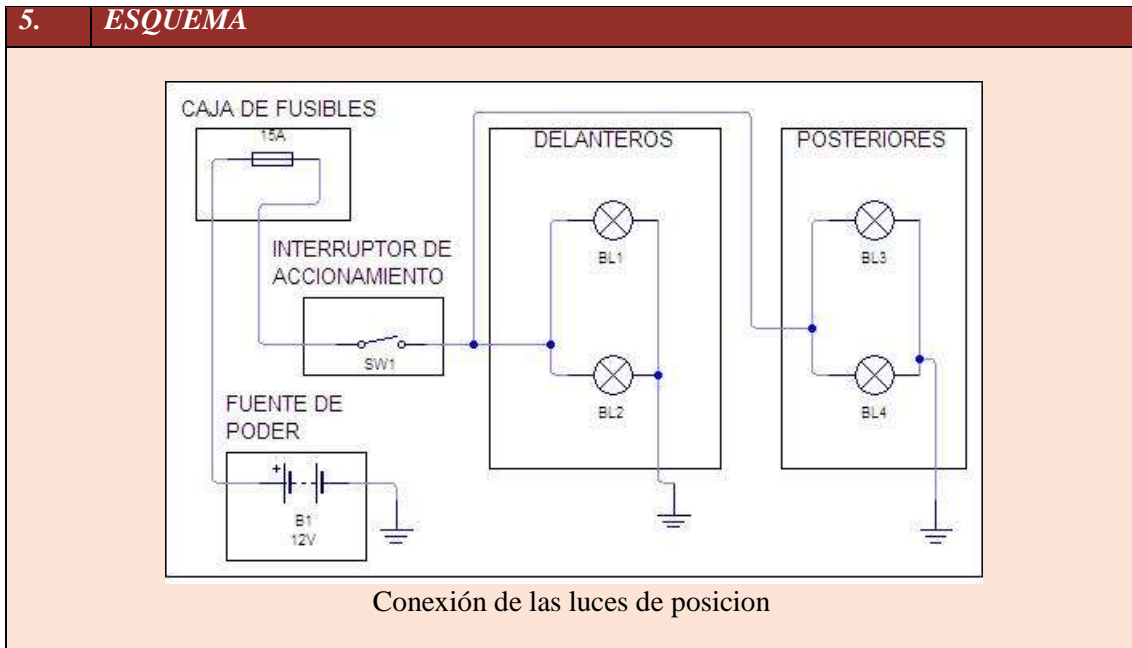 5. ESQUEMA
CAJA DE FUSIBLES
15A
DELANTEROS
POSTERIORES
BL1
BL3
INTERRUPTOR DE
ACCIONAMIENTO
SW1
BL2
BL4
FUENTE DE
PODER
+
B1
12V
Conexión de las luces de posicion